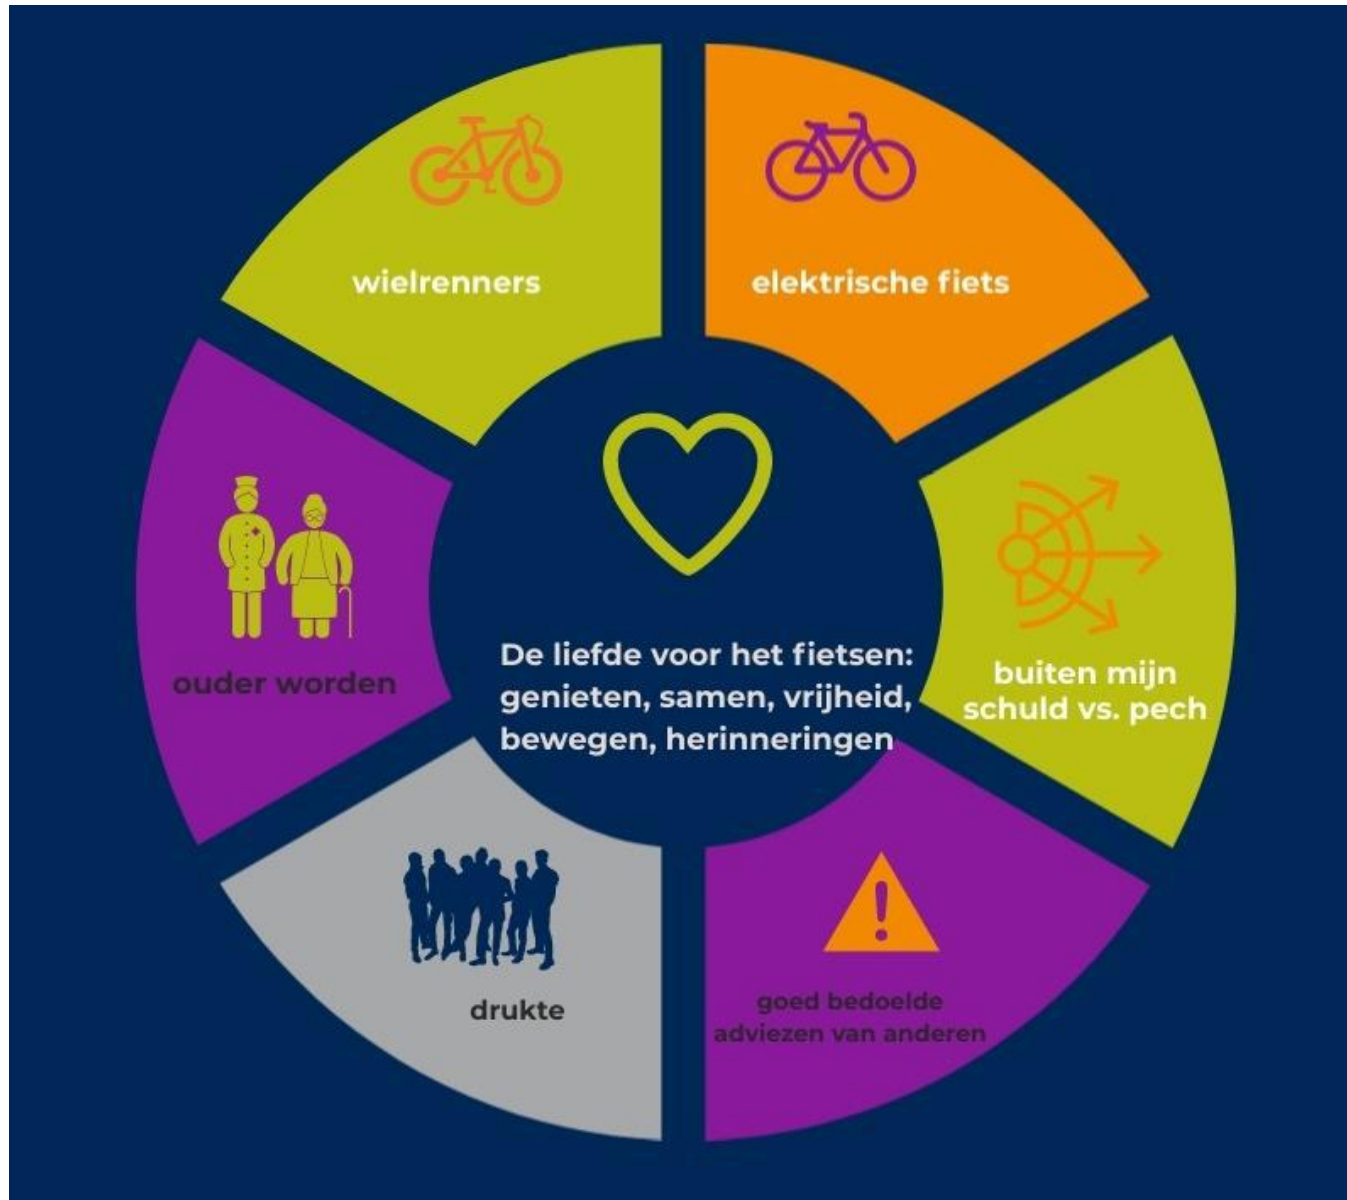 wielrenners
elektrische fiets
ouder worden
De liefde voor het fietsen:
genieten, samen, vrijheid,
bewegen, herinneringen
buiten mijn
schuld vs. pech
drukte
goed bedoelde
adviezen van anderen